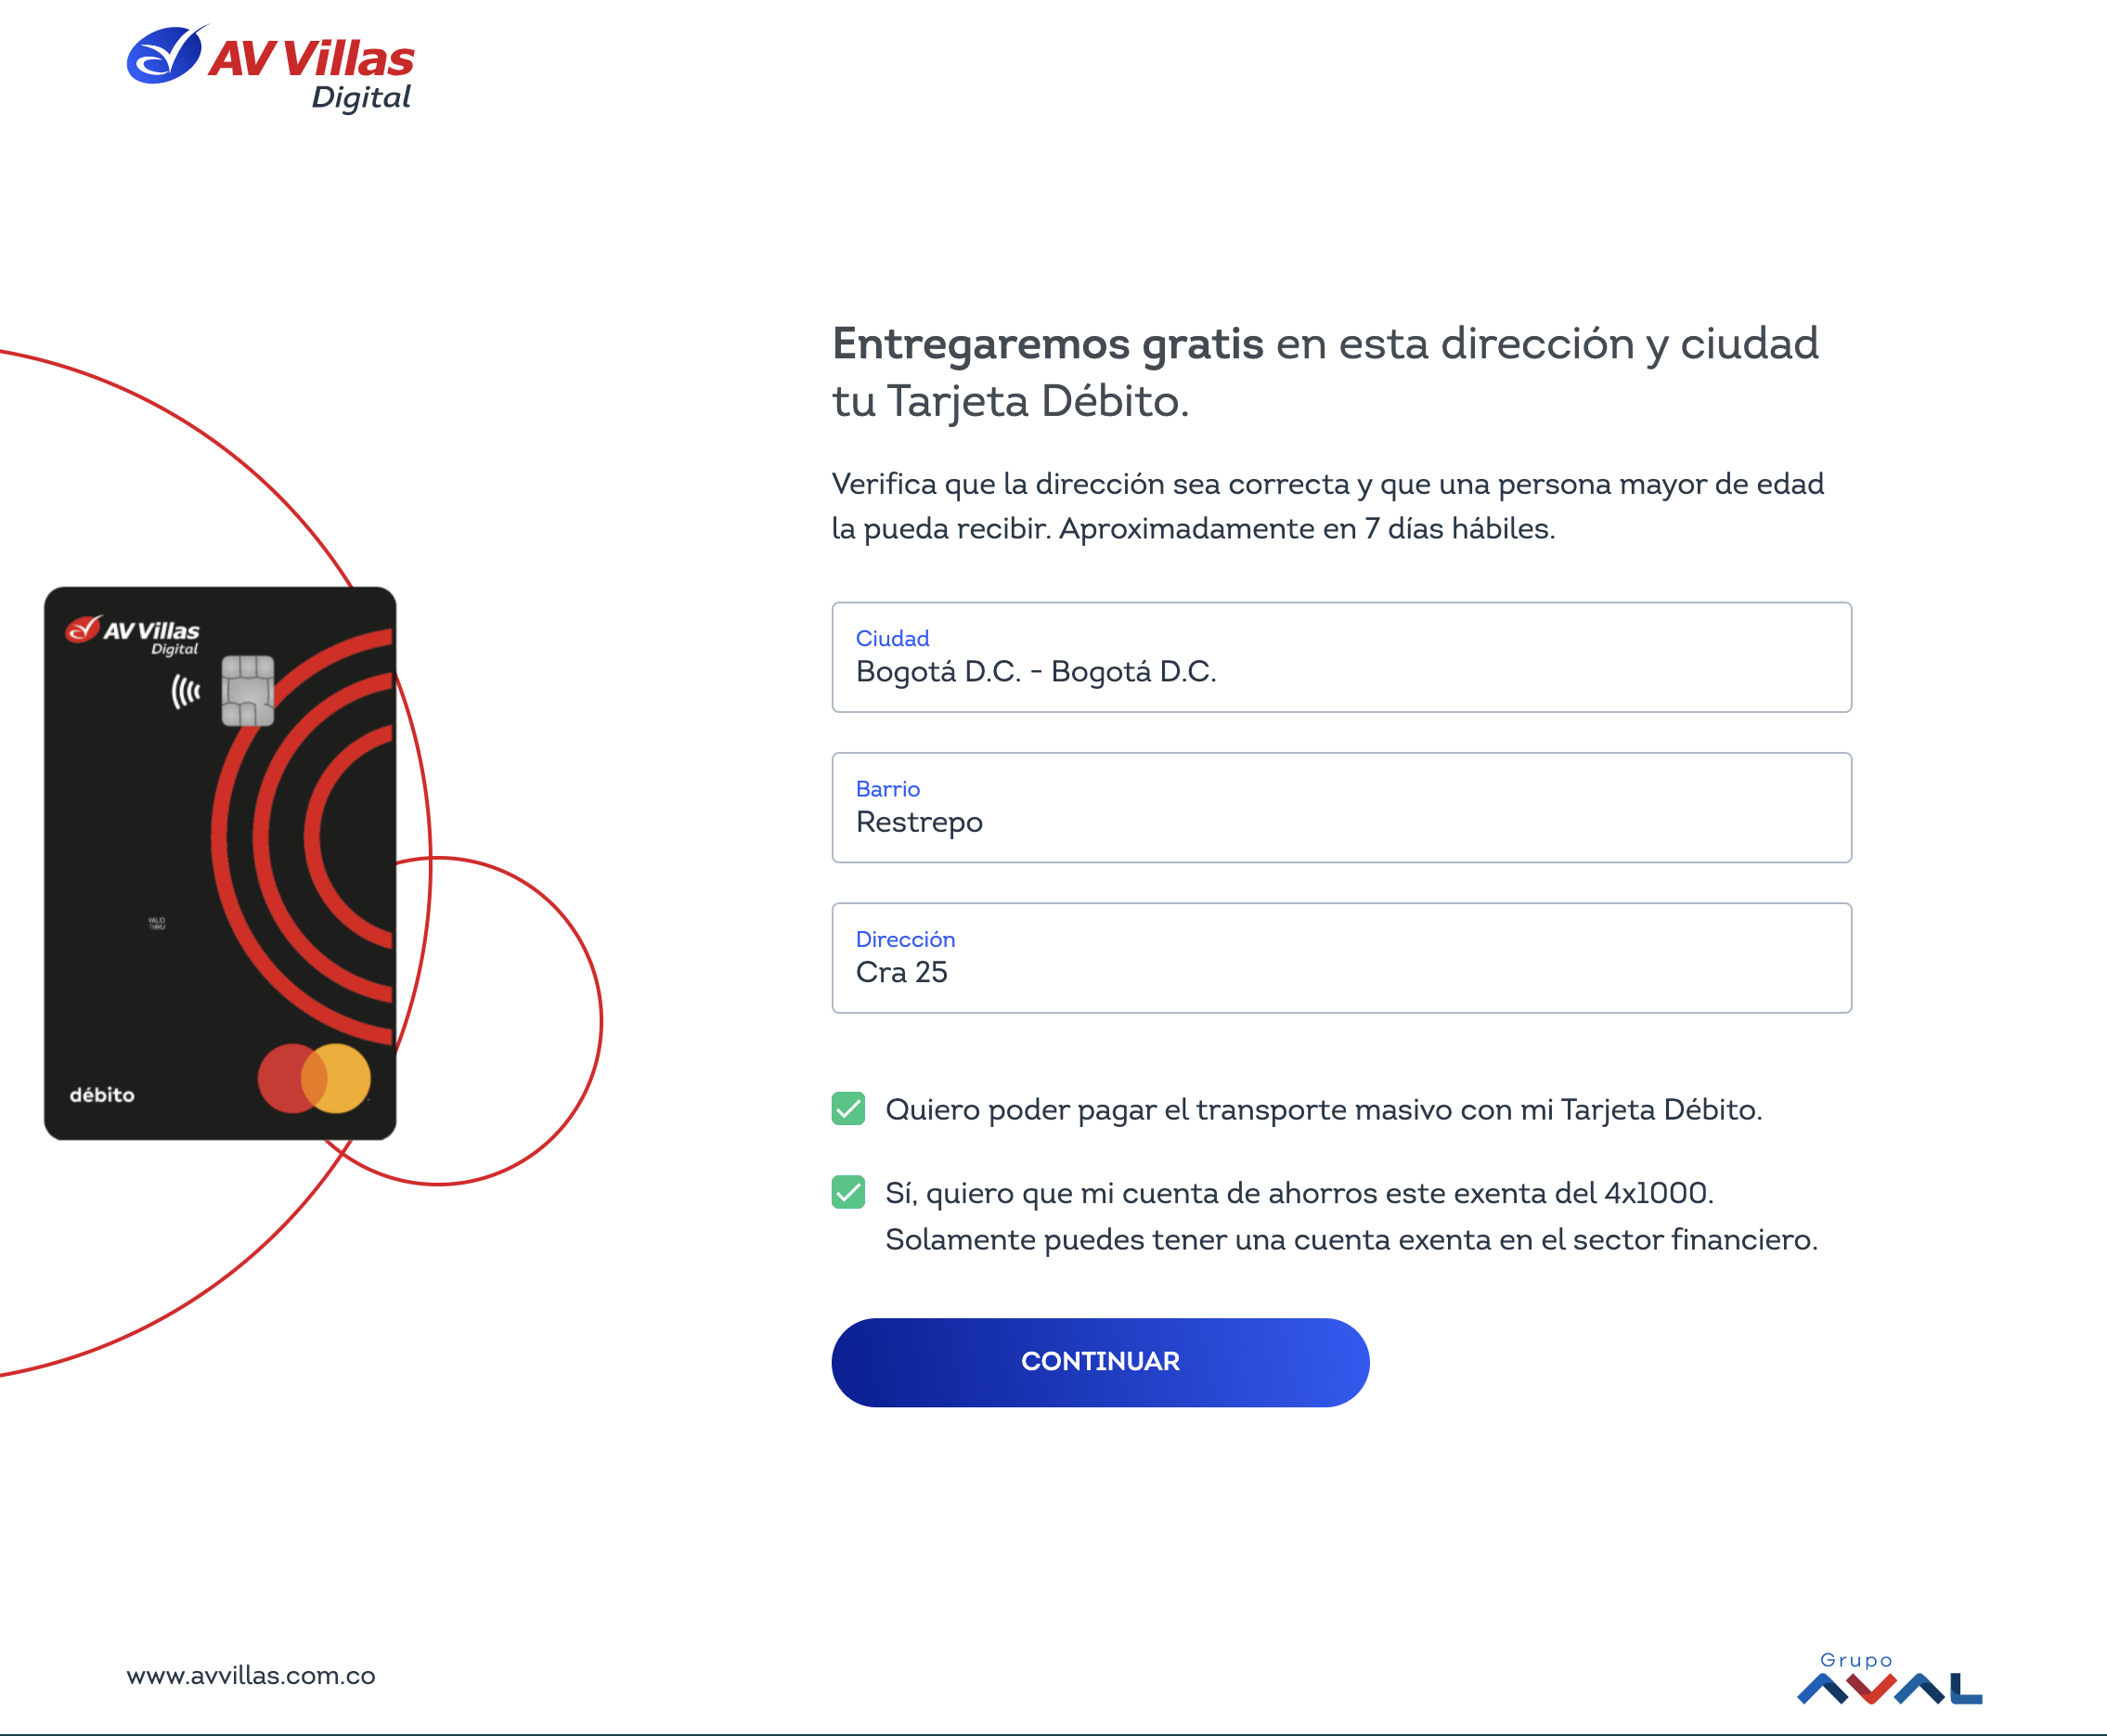 AV Villas
Digital
Entregaremos gratis en esta dirección y ciudad
tu Tarjeta Débito.
Verifica que la dirección sea correcta y que una persona mayor de edad
la pueda recibir. Aproximadamente en 7 días hábiles.
AV Villas
Digital
débito
Ciudad
Bogotá D.C. - Bogotá D.C.
Barrio
Restrepo
Dirección
Cra 25
Quiero poder pagar el transporte masivo con mi Tarjeta Débito.
Sí, quiero que mi cuenta de ahorros este exenta del 4x1000.
Solamente puedes tener una cuenta exenta en el sector financiero.
CONTINUAR
www.avvillas.com.co
Grupo
AVAL